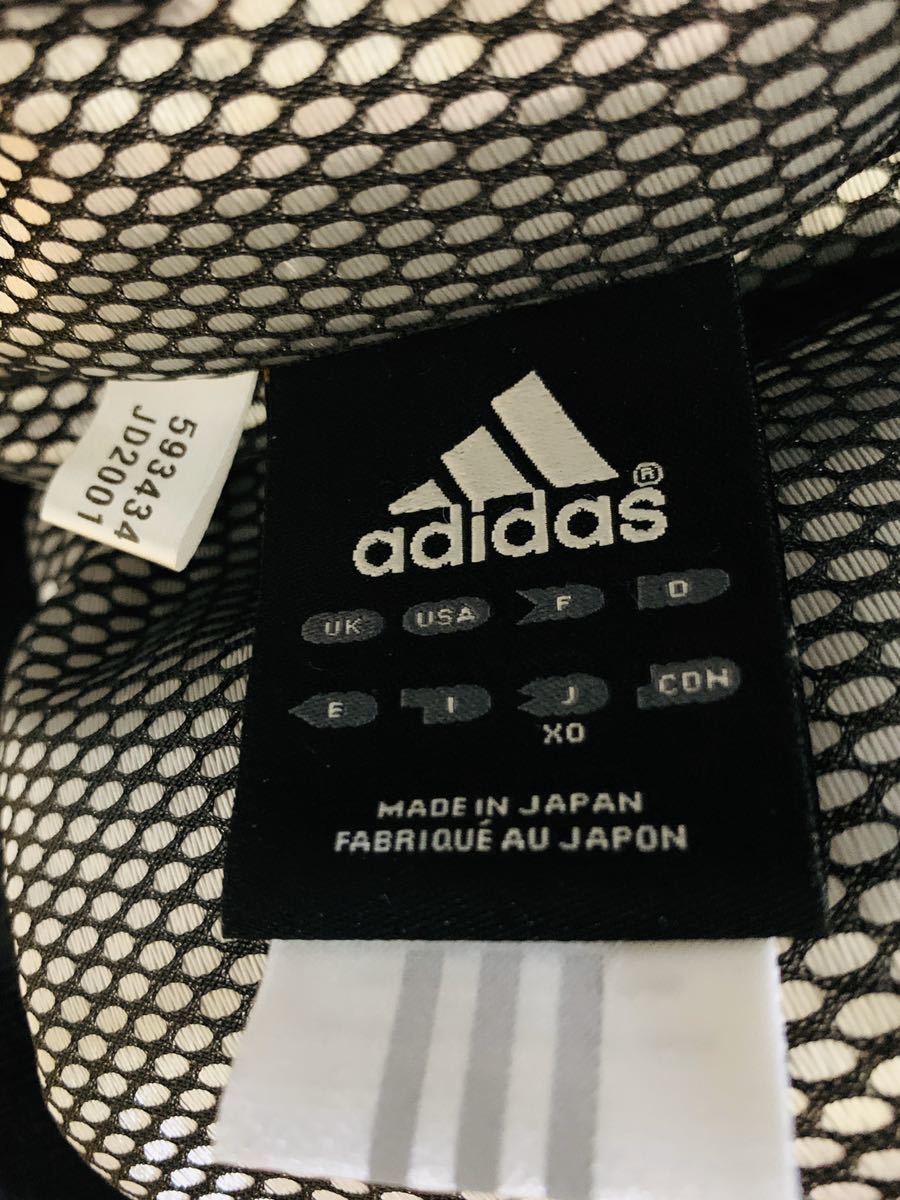 593434
JD2001
adidas®
UK USA F D
E I J CDN
XO
MADE IN JAPAN
FABRIQUÉ AU JAPON